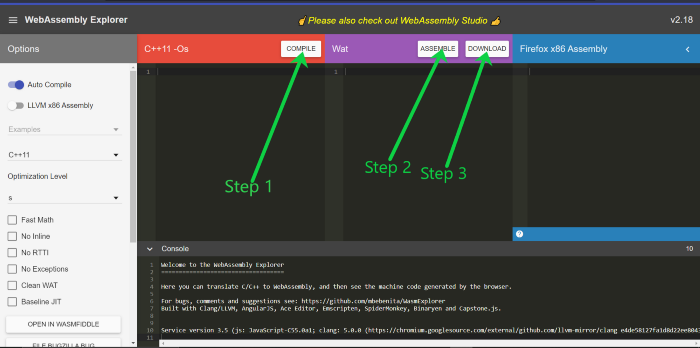 WebAssembly Explorer
☝ Please also check out WebAssembly Studio 👍
v2.18
Options
C++11 -Os
COMPILE
Wat
ASSEMBLE
DOWNLOAD
Firefox x86 Assembly
Auto Compile
LLVM x86 Assembly
Examples
C++11
Optimization Level
s
Fast Math
No Inline
No RTTI
No Exceptions
Clean WAT
Baseline JIT
OPEN IN WASMFIDDLE
FILE BUGZILLA BUG
1
1
1
Step 1
Step 2
Step 3
Console
10
1 Welcome to the WebAssembly Explorer
2 ===================================
3
4 Here you can translate C/C++ to WebAssembly, and then see the machine code generated by the browser.
5
6 For bugs, comments and suggestions see: https://github.com/mbebenita/WasmExplorer
7 Built with Clang/LLVM, AngularJS, Ace Editor, Emscripten, SpiderMonkey, Binaryen and Capstone.js.
8
9
10 Service version 3.5 (js: JavaScript-C55.0a1; clang: 5.0.0 (https://chromium.googlesource.com/external/github.com/llvm-mirror/clang e4de58127fa1d8d22ee804
11